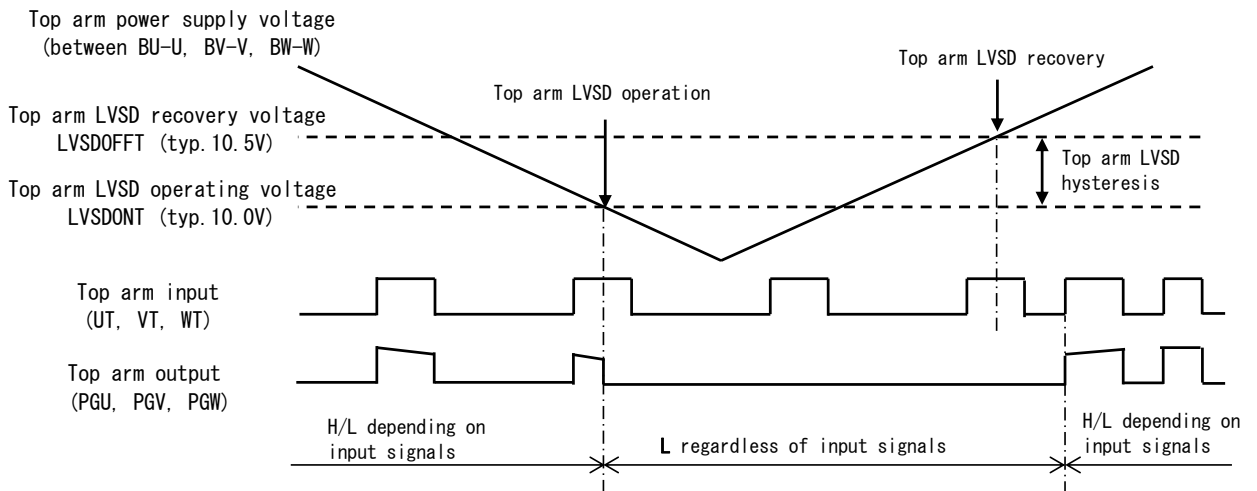 Top arm power supply voltage
(between BU-U, BV-V, BW-W)
Top arm LVSD recovery
Top arm LVSD operation
Top arm LVSD recovery voltage
LVSDOFFT (typ.10.5V)
Top arm LVSD
hysteresis
Top arm LVSD operating voltage
LVSDONT (typ.10.0V)
Top arm input
(UT, VT, WT)
Top arm output
(PGU, PGV, PGW)
H/L depending on
input signals
L regardless of input signals
H/L depending on
input signals